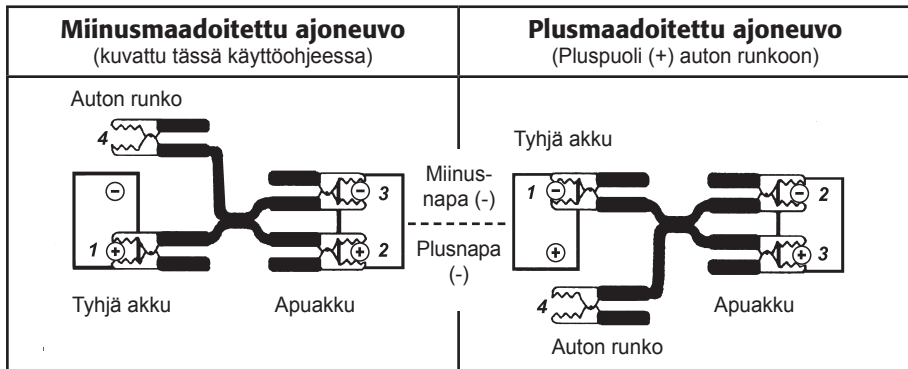 Miinusmaadoitettu ajoneuvo
(kuvattu tässä käyttöohjeessa)
Plusmaadoitettu ajoneuvo
(Pluspuoli (+) auton runkoon)
Auton runko
4
-
3
1
+
+
2
Tyhjä akku
Apuakku
Miinus-
napa (-)
Plusnapa
(-)
Tyhjä akku
1
-
-
2
+
+
3
4
Apuakku
Auton runko